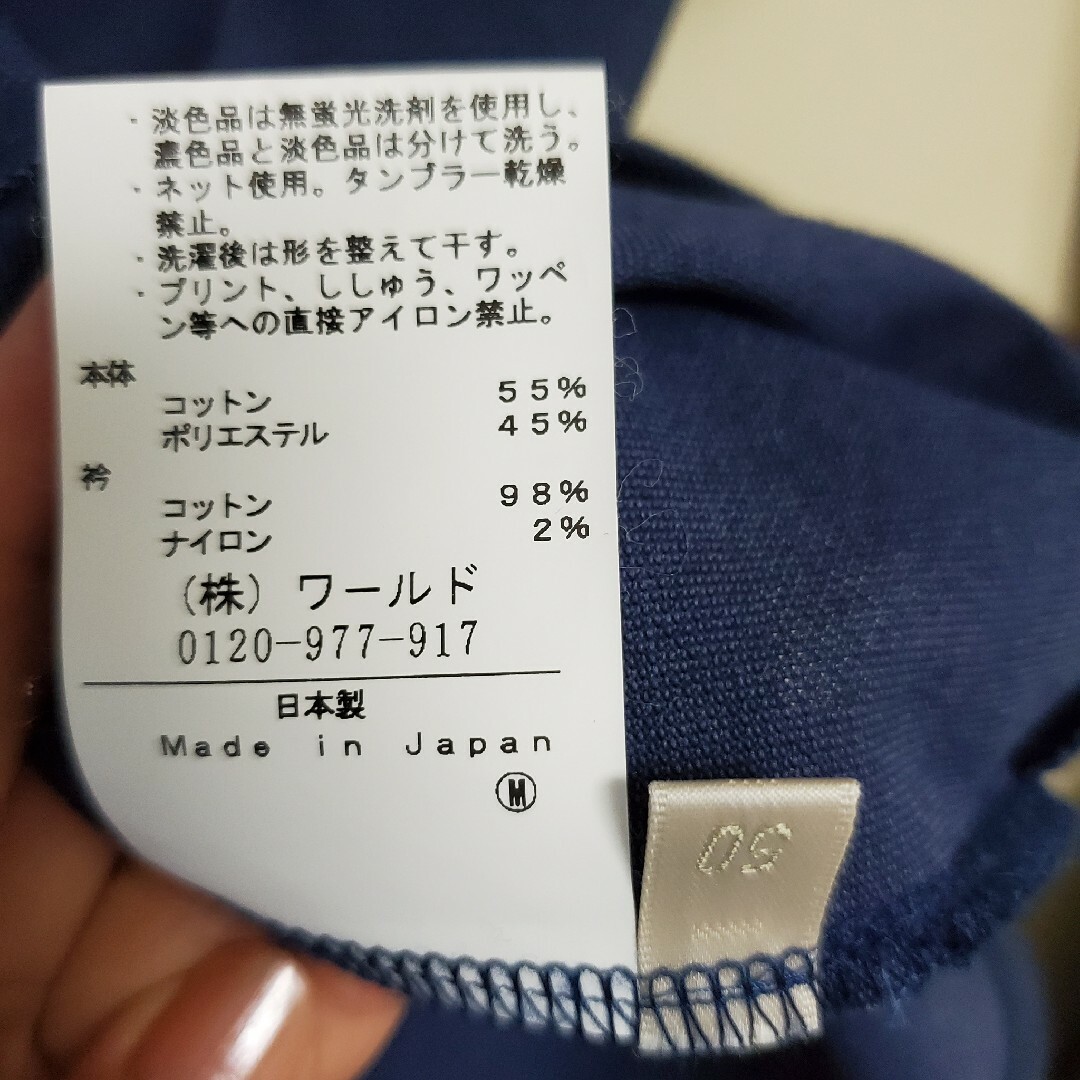 ・淡色品は無蛍光洗剤を使用し、
濃色品と淡色品は分けて洗う。
・ネット使用。タンブラー乾燥
禁止。
・洗濯後は形を整えて干す。
・プリント、ししゅう、ワッペ
ン等への直接アイロン禁止。
本体
コットン 55%
ポリエステル 45%
衿
コットン 98%
ナイロン 2%
(株) ワールド
0120-977-917
日本製
Made in Japan
Ⓜ
50